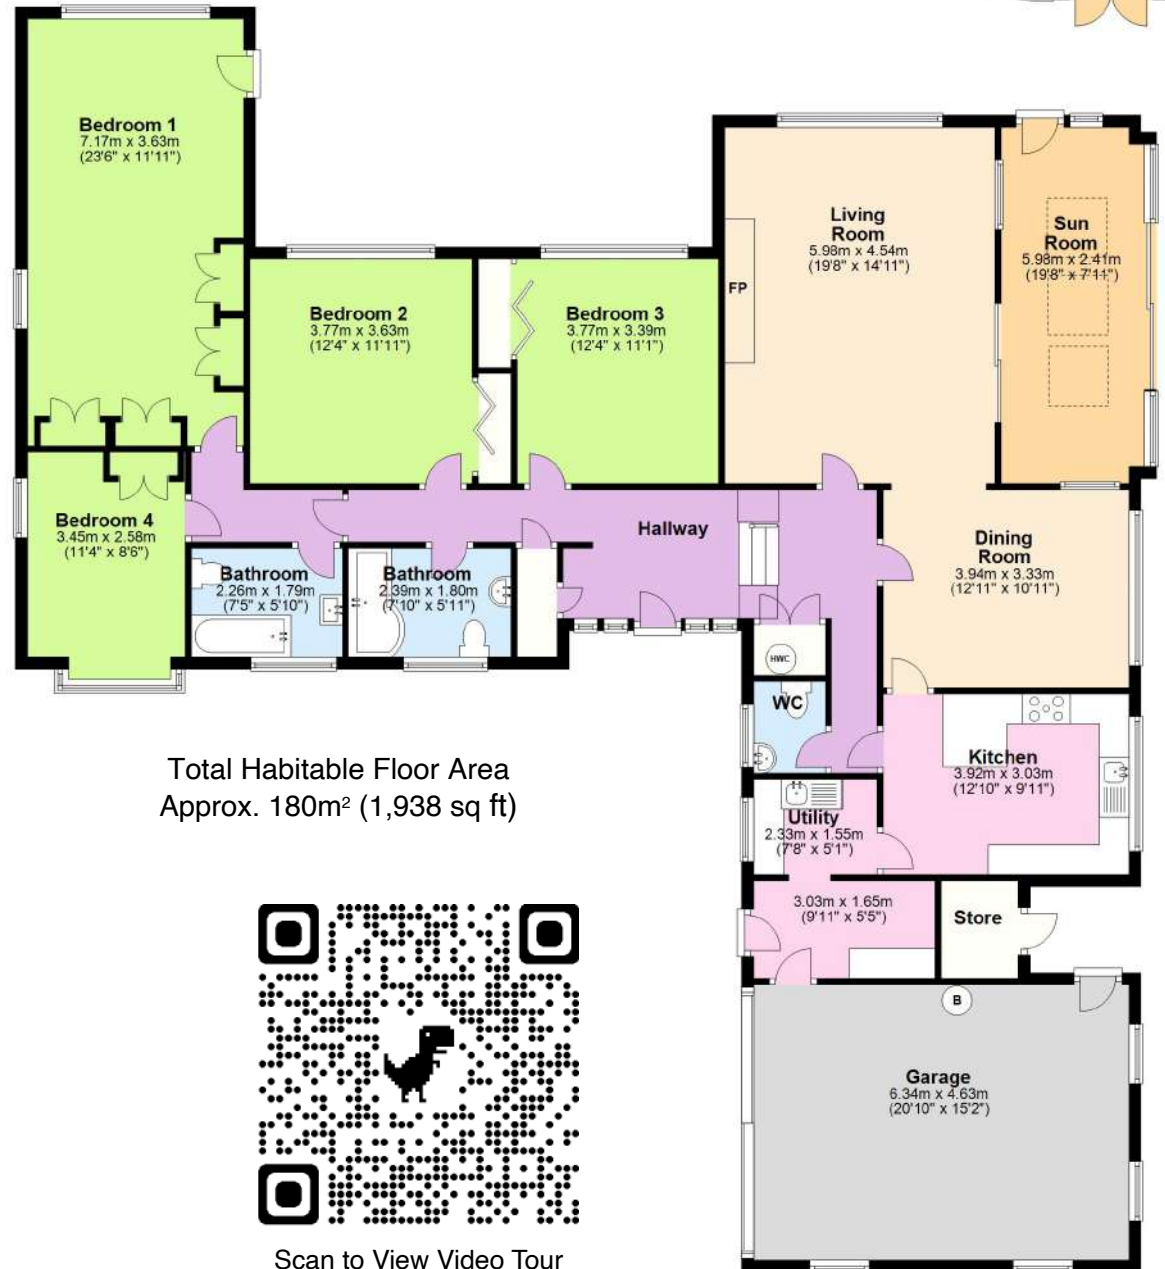 Bedroom 1
7.17m x 3.63m
(23'6" x 11'11")
Living
Room
5.98m x 4.54m
(19'8" x 14'11")
Sun
Room
5.98m x 2.41m
(19'8" x 7'11")
FP
Bedroom 2
3.77m x 3.63m
(12'4" x 11'11")
Bedroom 3
3.77m x 3.39m
(12'4" x 11'1")
Bedroom 4
3.45m x 2.58m
(11'4" x 8'6")
Hallway
Dining
Room
3.94m x 3.33m
(12'11" x 10'11")
Bathroom
2.26m x 1.79m
(7'5" x 5'10")
Bathroom
2.39m x 1.80m
(7'10" x 5'11")
HWC
WC
Kitchen
3.92m x 3.03m
(12'10" x 9'11")
Total Habitable Floor Area
Approx. 180m² (1,938 sq ft)
Utility
2.33m x 1.55m
(7'8" x 5'1")
3.03m x 1.65m
(9'11" x 5'5")
Store
B
Garage
6.34m x 4.63m
(20'10" x 15'2")
Scan to View Video Tour